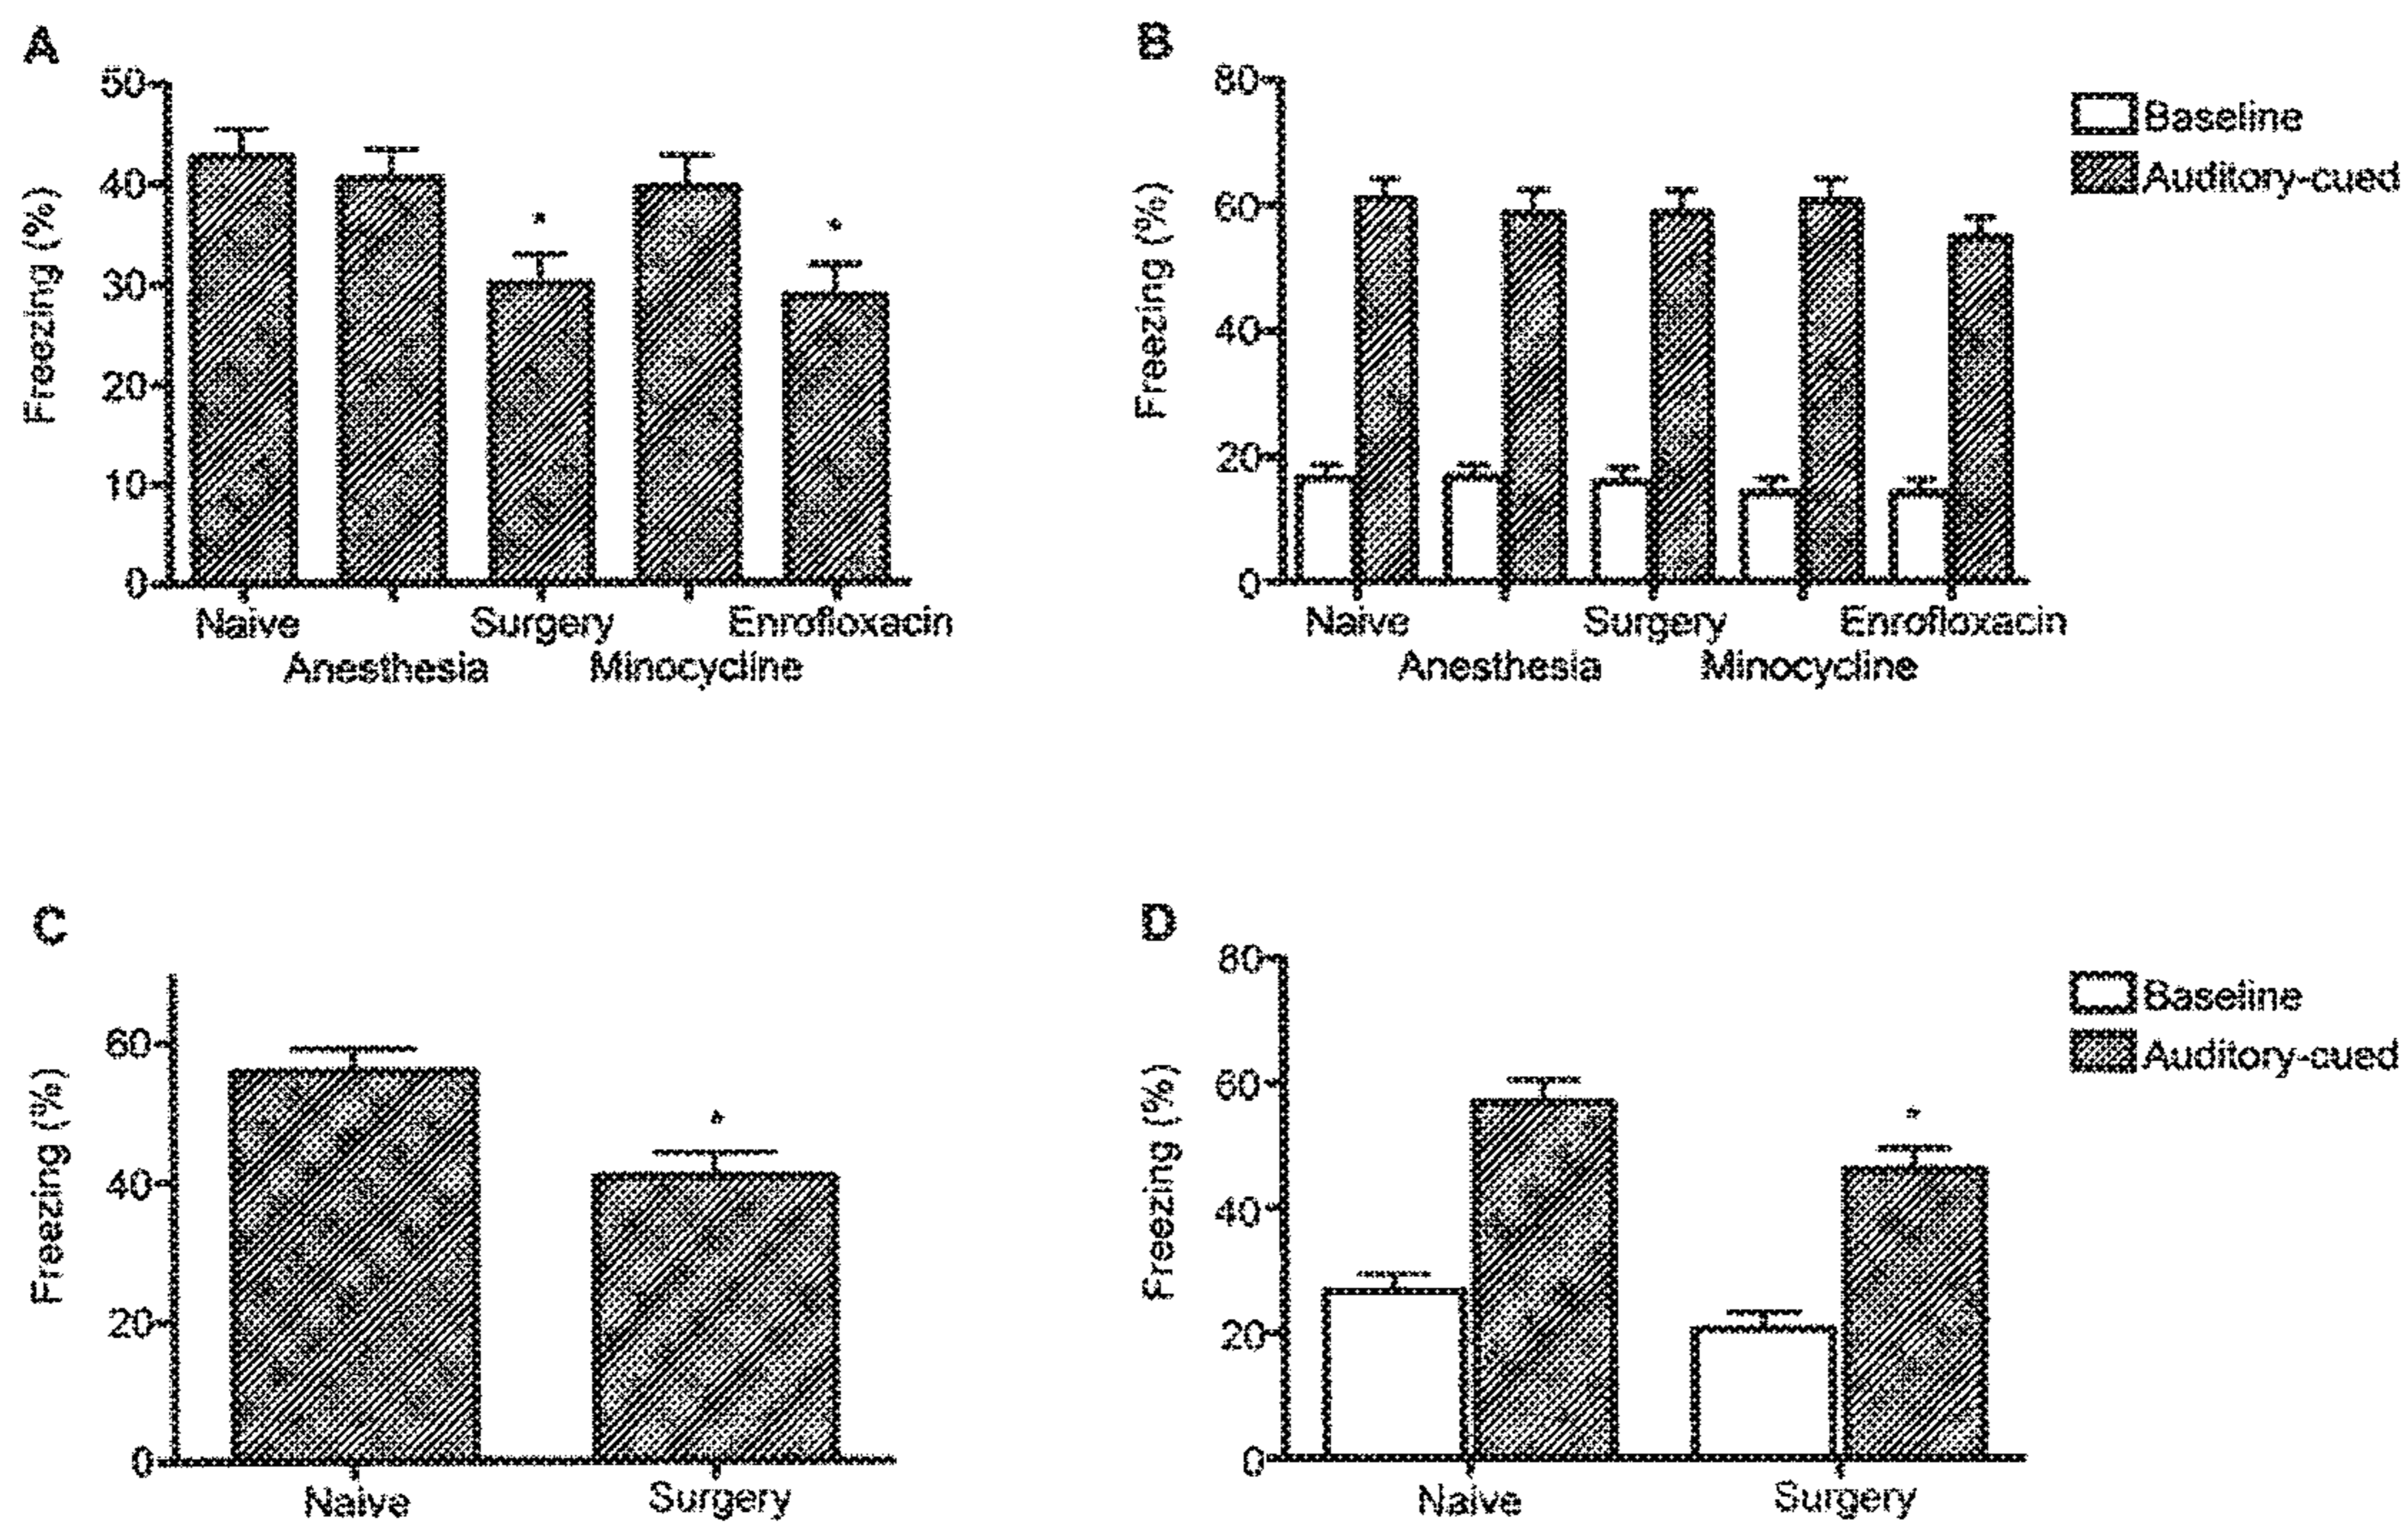 A
Freezing (%)
50
40
30
20
10
0
*
*
Naive
Surgery
Enrofloxacin
Anesthesia
Minocycline
B
Freezing (%)
80
60
40
20
0
Baseline
Auditory-cued
Naive
Surgery
Enrofloxacin
Anesthesia
Minocycline
C
Freezing (%)
60
40
20
0
*
Naive
Surgery
D
Freezing (%)
80
60
40
20
0
*
Baseline
Auditory-cued
Naive
Surgery